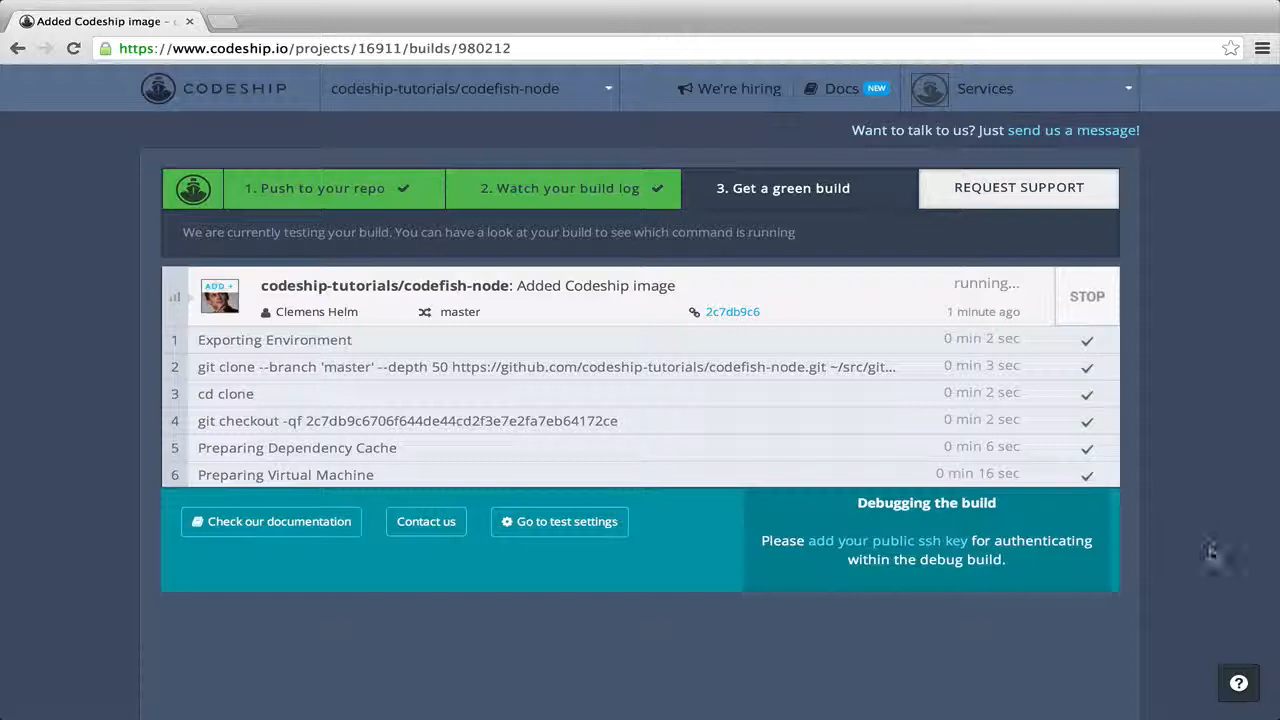 Added Codeship image –
https://www.codeship.io/projects/16911/builds/980212
CODESHIP
codeship-tutorials/codefish-node
We're hiring
Docs NEW
Services
Want to talk to us? Just send us a message!
1. Push to your repo
2. Watch your build log
3. Get a green build
REQUEST SUPPORT
We are currently testing your build. You can have a look at your build to see which command is running
ADD +
codeship-tutorials/codefish-node: Added Codeship image
running...
STOP
Clemens Helm
master
2c7db9c6
1 minute ago
1 Exporting Environment 0 min 2 sec
2 git clone --branch 'master' --depth 50 https://github.com/codeship-tutorials/codefish-node.git ~/src/git... 0 min 3 sec
3 cd clone 0 min 2 sec
4 git checkout -qf 2c7db9c6706f644de44cd2f3e7e2fa7eb64172ce 0 min 2 sec
5 Preparing Dependency Cache 0 min 6 sec
6 Preparing Virtual Machine 0 min 16 sec
Check our documentation
Contact us
Go to test settings
Debugging the build
Please add your public ssh key for authenticating
within the debug build.
?